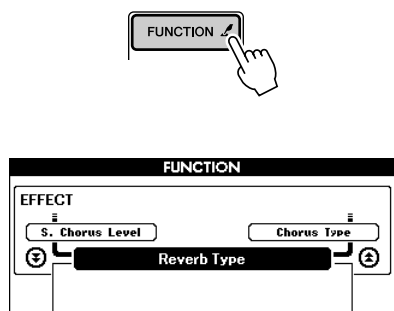 FUNCTION
FUNCTION
EFFECT
S. Chorus Level Chorus Type
Reverb Type